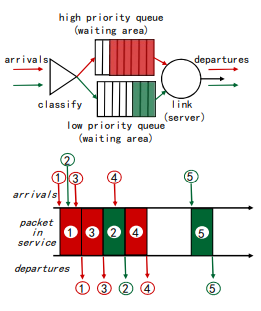 high priority queue
(waiting area)
arrivals
departures
classify
link
(server)
low priority queue
(waiting area)
2
1 3 4 5
arrivals
packet
in
service
1 3 2 4 5
departures
1 3 2 4 5